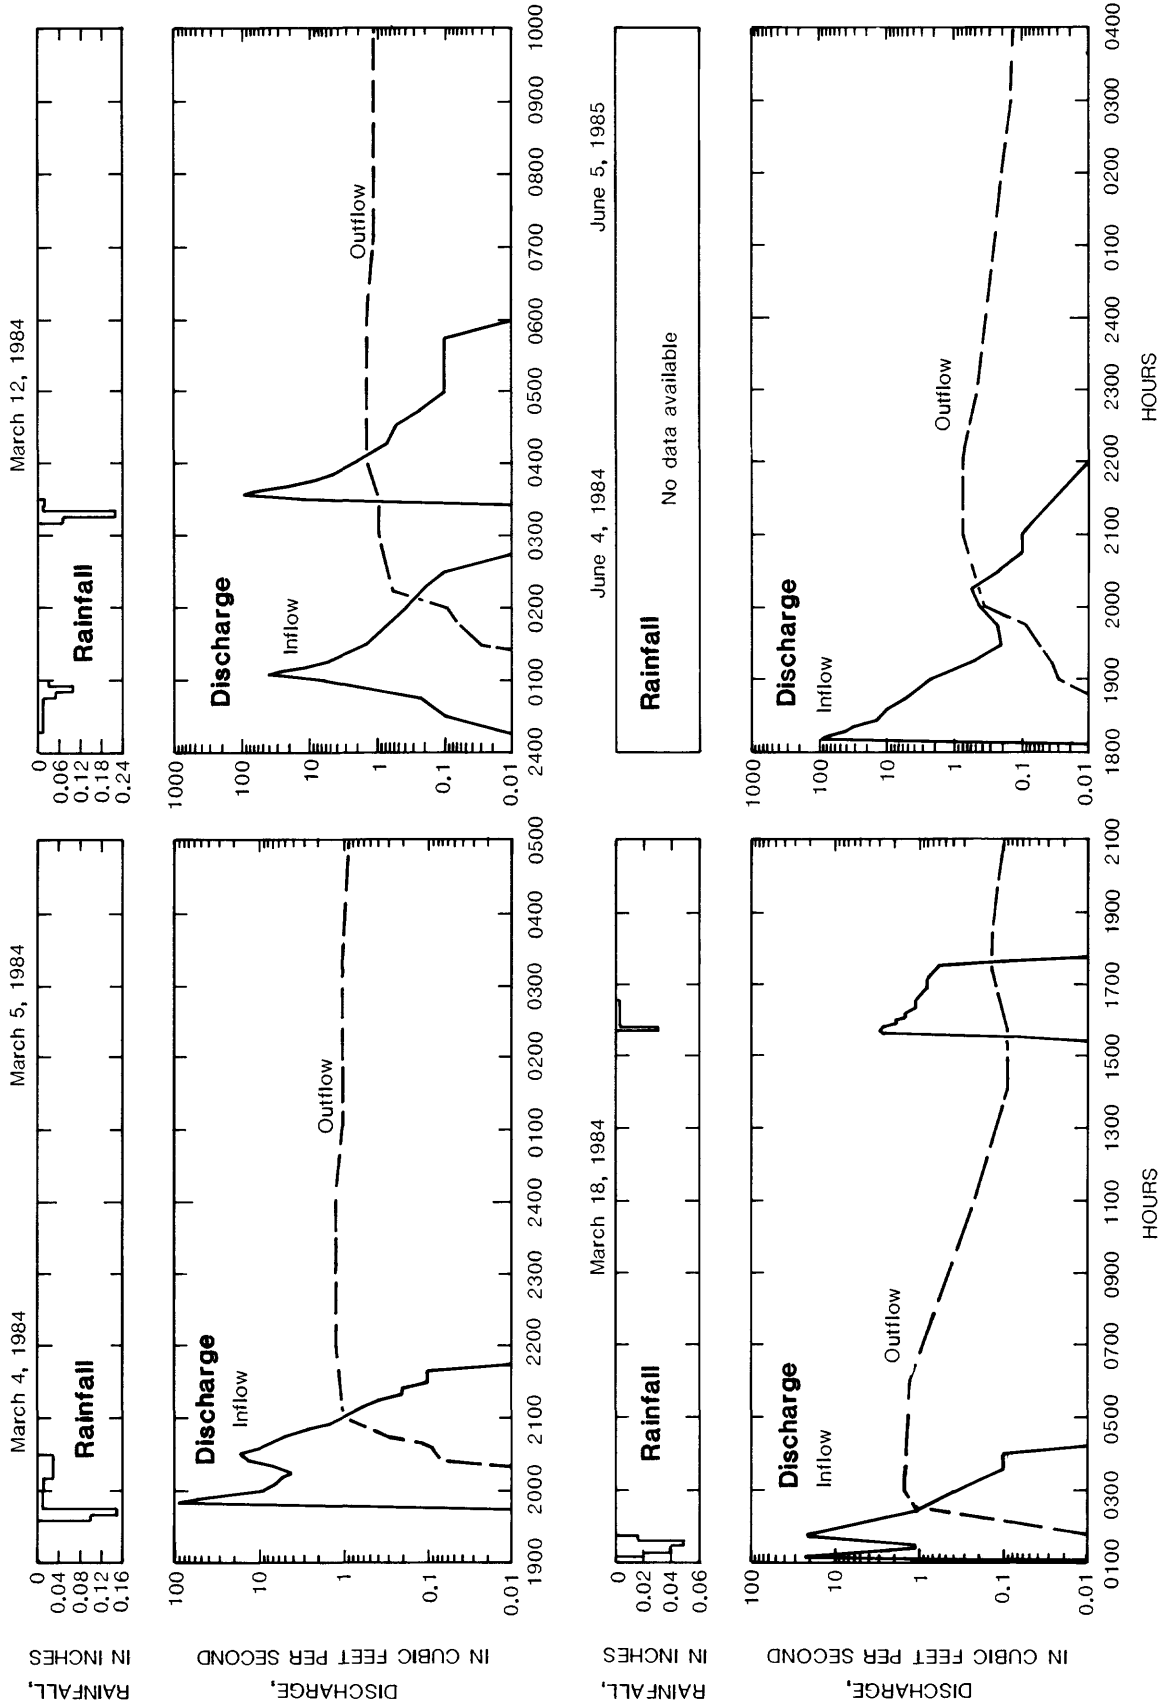 March 4, 1984 March 5, 1984
RAINFALL, IN INCHES
0
0.04
0.08
0.12
0.16
Rainfall
DISCHARGE, IN CUBIC FEET PER SECOND
100
10
1
0.1
0.01
Discharge
Inflow
Outflow
1900 2000 2100 2200 2300 2400 0100 0200 0300 0400 0500
March 12, 1984
0
0.06
0.12
0.18
0.24
Rainfall
1000
100
10
1
0.1
0.01
Discharge
Inflow
Outflow
2400 0100 0200 0300 0400 0500 0600 0700 0800 0900 1000
March 18, 1984
RAINFALL, IN INCHES
0
0.02
0.04
0.06
Rainfall
DISCHARGE, IN CUBIC FEET PER SECOND
100
10
1
0.1
0.01
Discharge
Inflow
Outflow
0100 0300 0500 0700 0900 1100 1300 1500 1700 1900 2100
HOURS
June 4, 1984 June 5, 1985
Rainfall
No data available
1000
100
10
1
0.1
0.01
Discharge
Inflow
Outflow
1800 1900 2000 2100 2200 2300 2400 0100 0200 0300 0400
HOURS